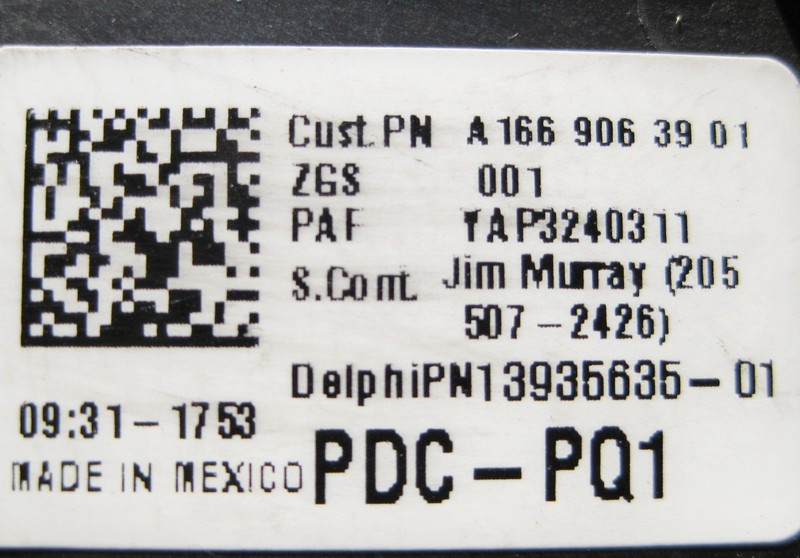 Cust.PN A 166 906 39 01
ZGS 001
PAF YAP3240311
S.Cont. Jim Murray (205
507-2426)
DelphiPN13935635-01
09:31-1753
PDC-PQ1
MADE IN MEXICO